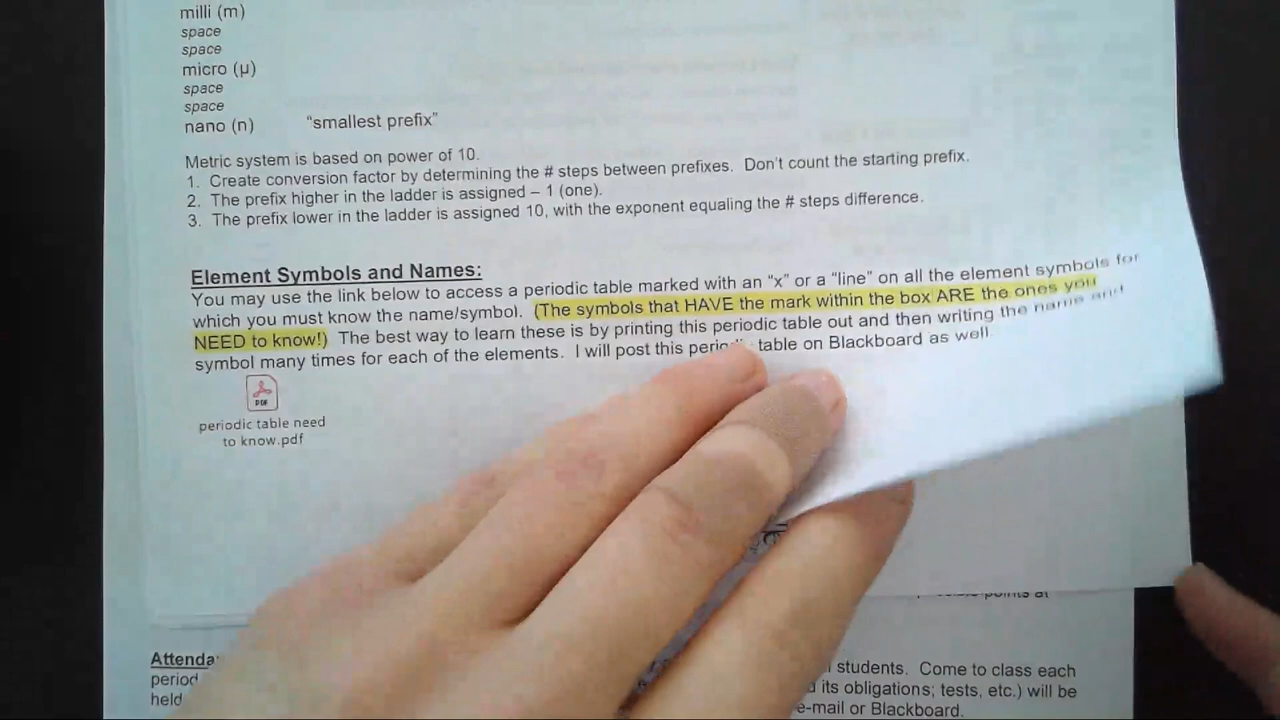 milli (m)
space
space
micro (µ)
space
space
nano (n) “smallest prefix”
Metric system is based on power of 10.
1. Create conversion factor by determining the # steps between prefixes. Don’t count the starting prefix.
2. The prefix higher in the ladder is assigned – 1 (one).
3. The prefix lower in the ladder is assigned 10, with the exponent equaling the # steps difference.
Element Symbols and Names:
You may use the link below to access a periodic table marked with an “x” or a “line” on all the element symbols for
which you must know the name/symbol. (The symbols that HAVE the mark within the box ARE the ones you
NEED to know!) The best way to learn these is by printing this periodic table out and then writing the name and
symbol many times for each of the elements. I will post this table on Blackboard as well
PDF
periodic table need
to know.pdf
at
students. Come to class each
its obligations; tests, etc.) will be
held
e-mail or Blackboard.